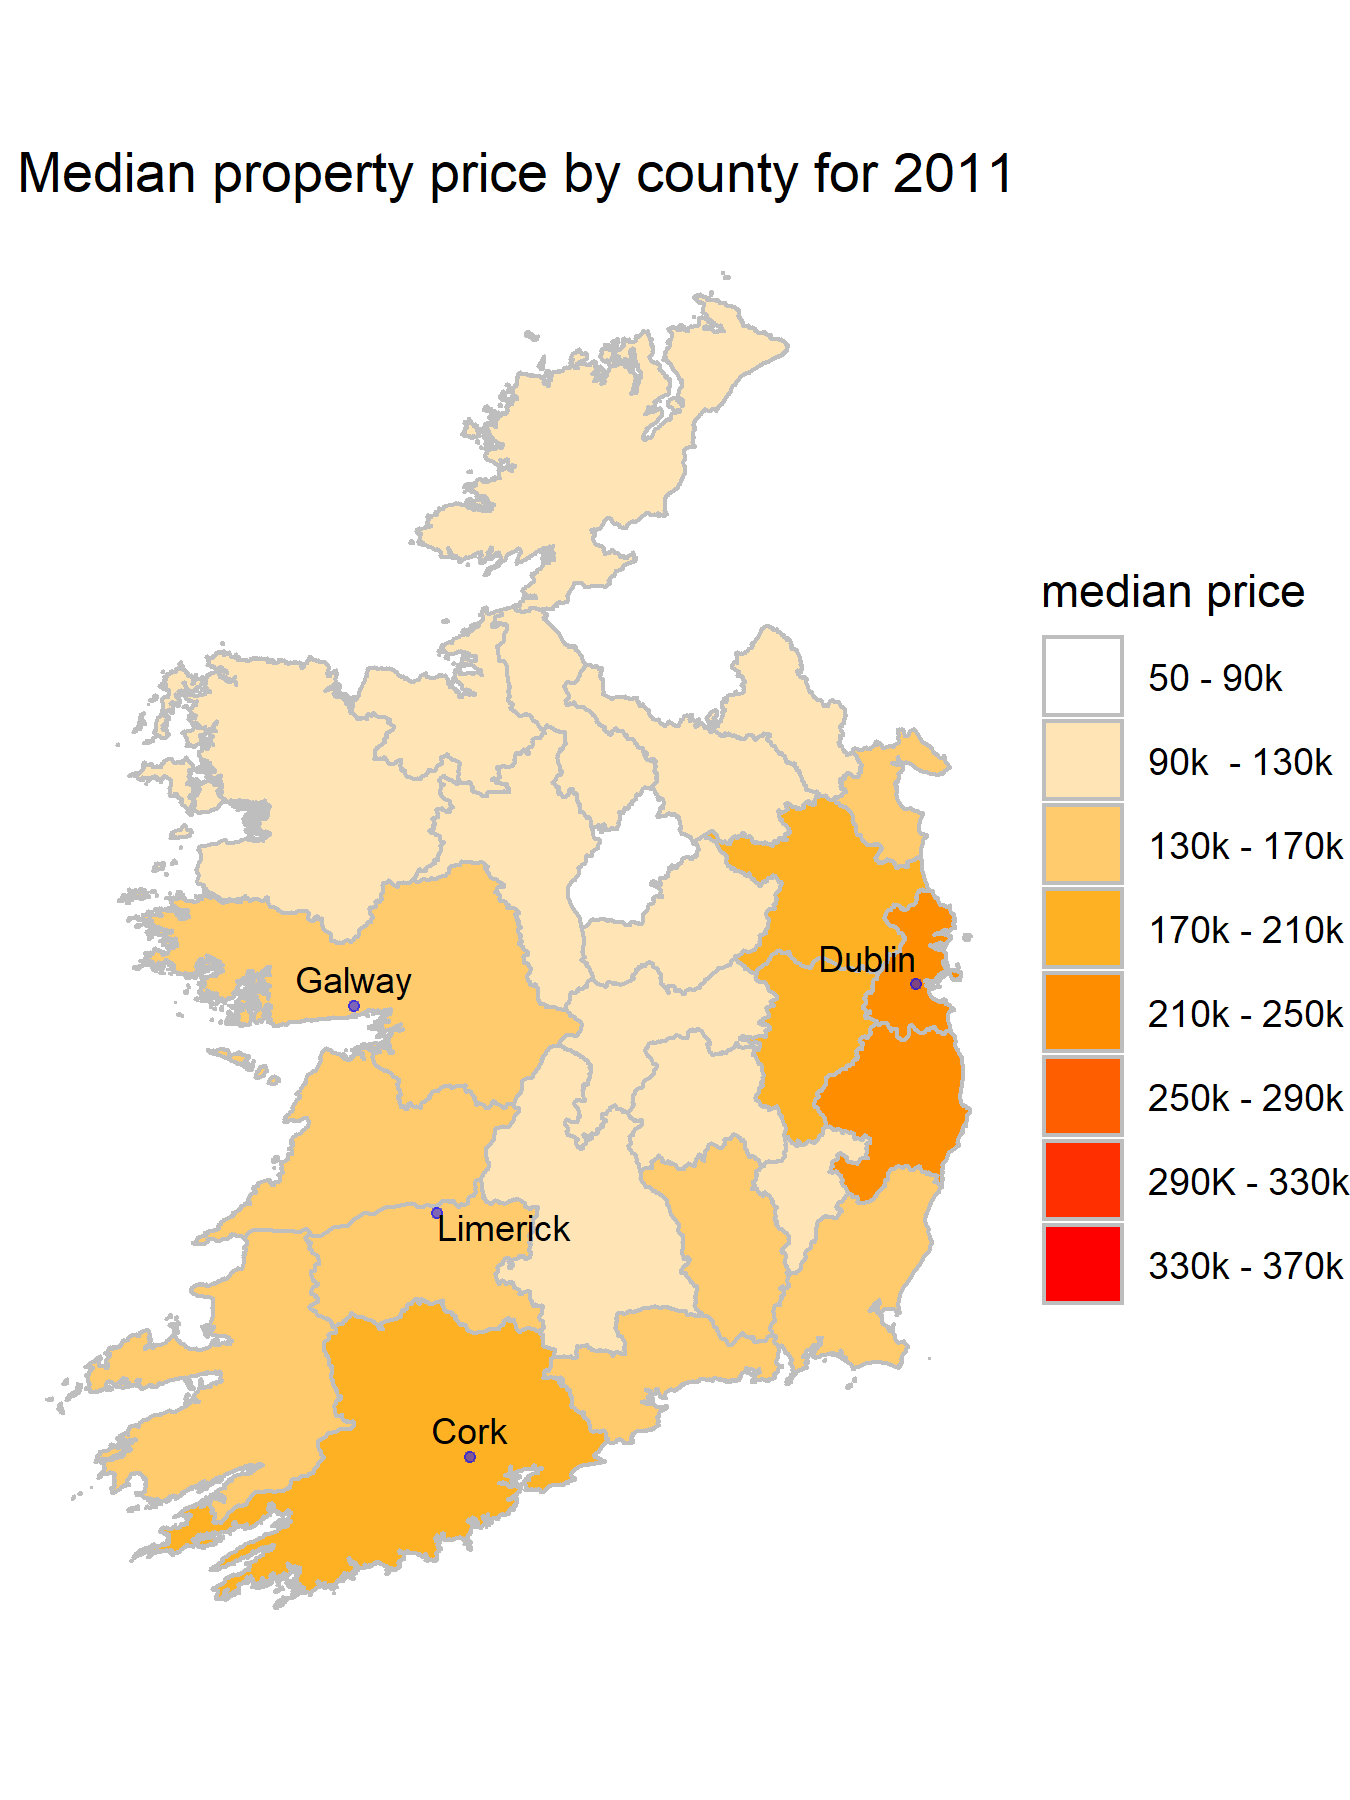 Median property price by county for 2011
median price
50 - 90k
90k  - 130k
130k - 170k
170k - 210k
210k - 250k
250k - 290k
290K - 330k
330k - 370k
Dublin
Galway
Limerick
Cork